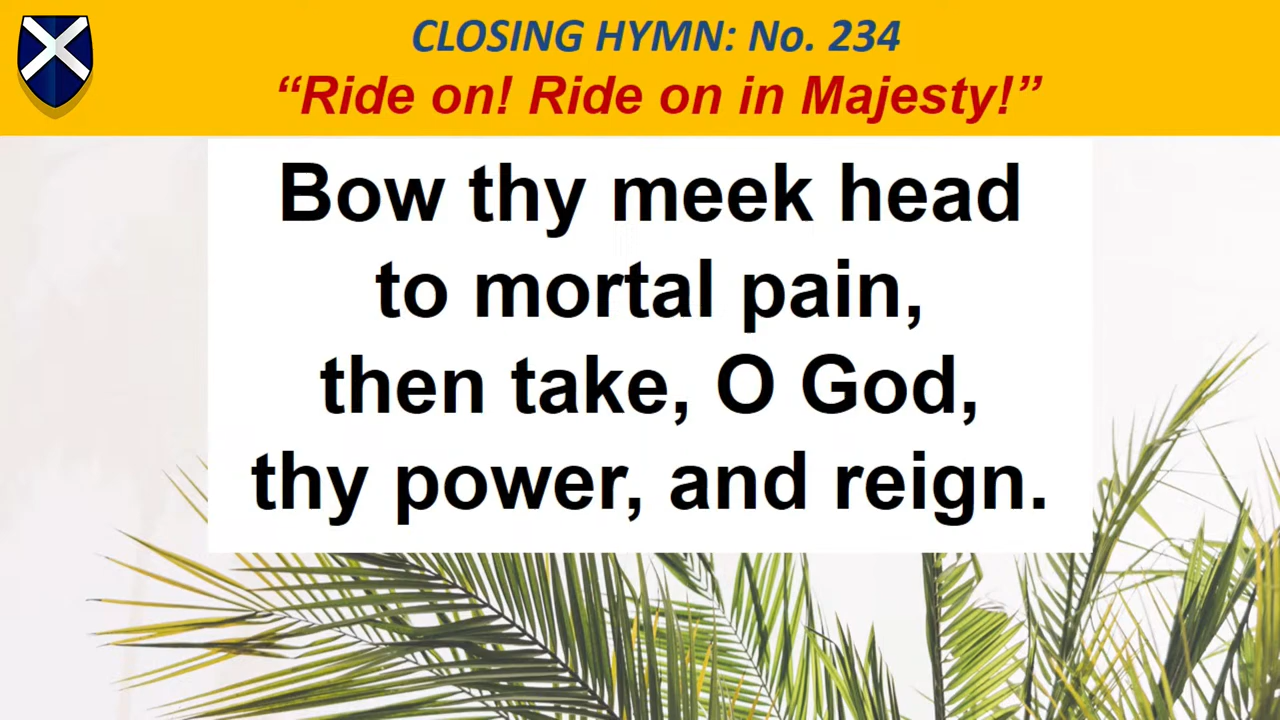 CLOSING HYMN: No. 234
“Ride on! Ride on in Majesty!”
Bow thy meek head
to mortal pain,
then take, O God,
thy power, and reign.